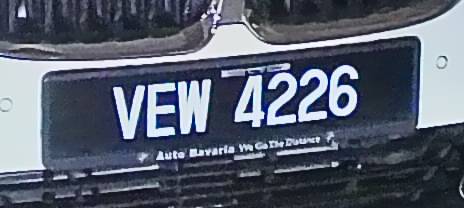 VEW 4226
Auto Bavaria We Go The Distance